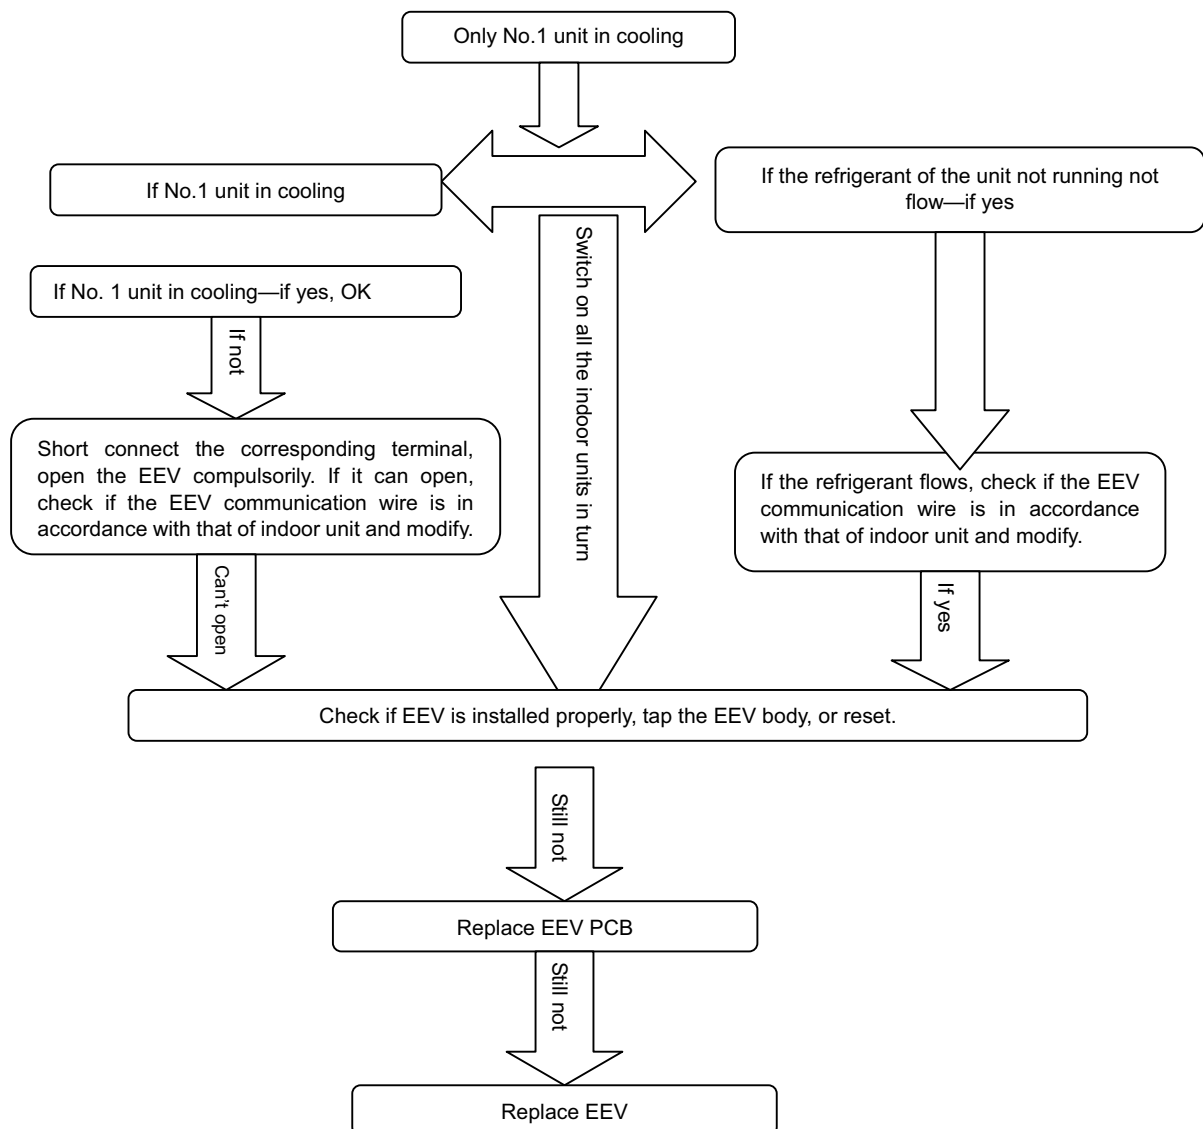 Only No.1 unit in cooling
If No.1 unit in cooling
If the refrigerant of the unit not running not
flow—if yes
Switch on all the indoor units in turn
If No. 1 unit in cooling—if yes, OK
If not
Short connect the corresponding terminal,
open the EEV compulsorily. If it can open,
check if the EEV communication wire is in
accordance with that of indoor unit and modify.
If the refrigerant flows, check if the EEV
communication wire is in accordance
with that of indoor unit and modify.
Can't open
If yes
Check if EEV is installed properly, tap the EEV body, or reset.
Still not
Replace EEV PCB
Still not
Replace EEV